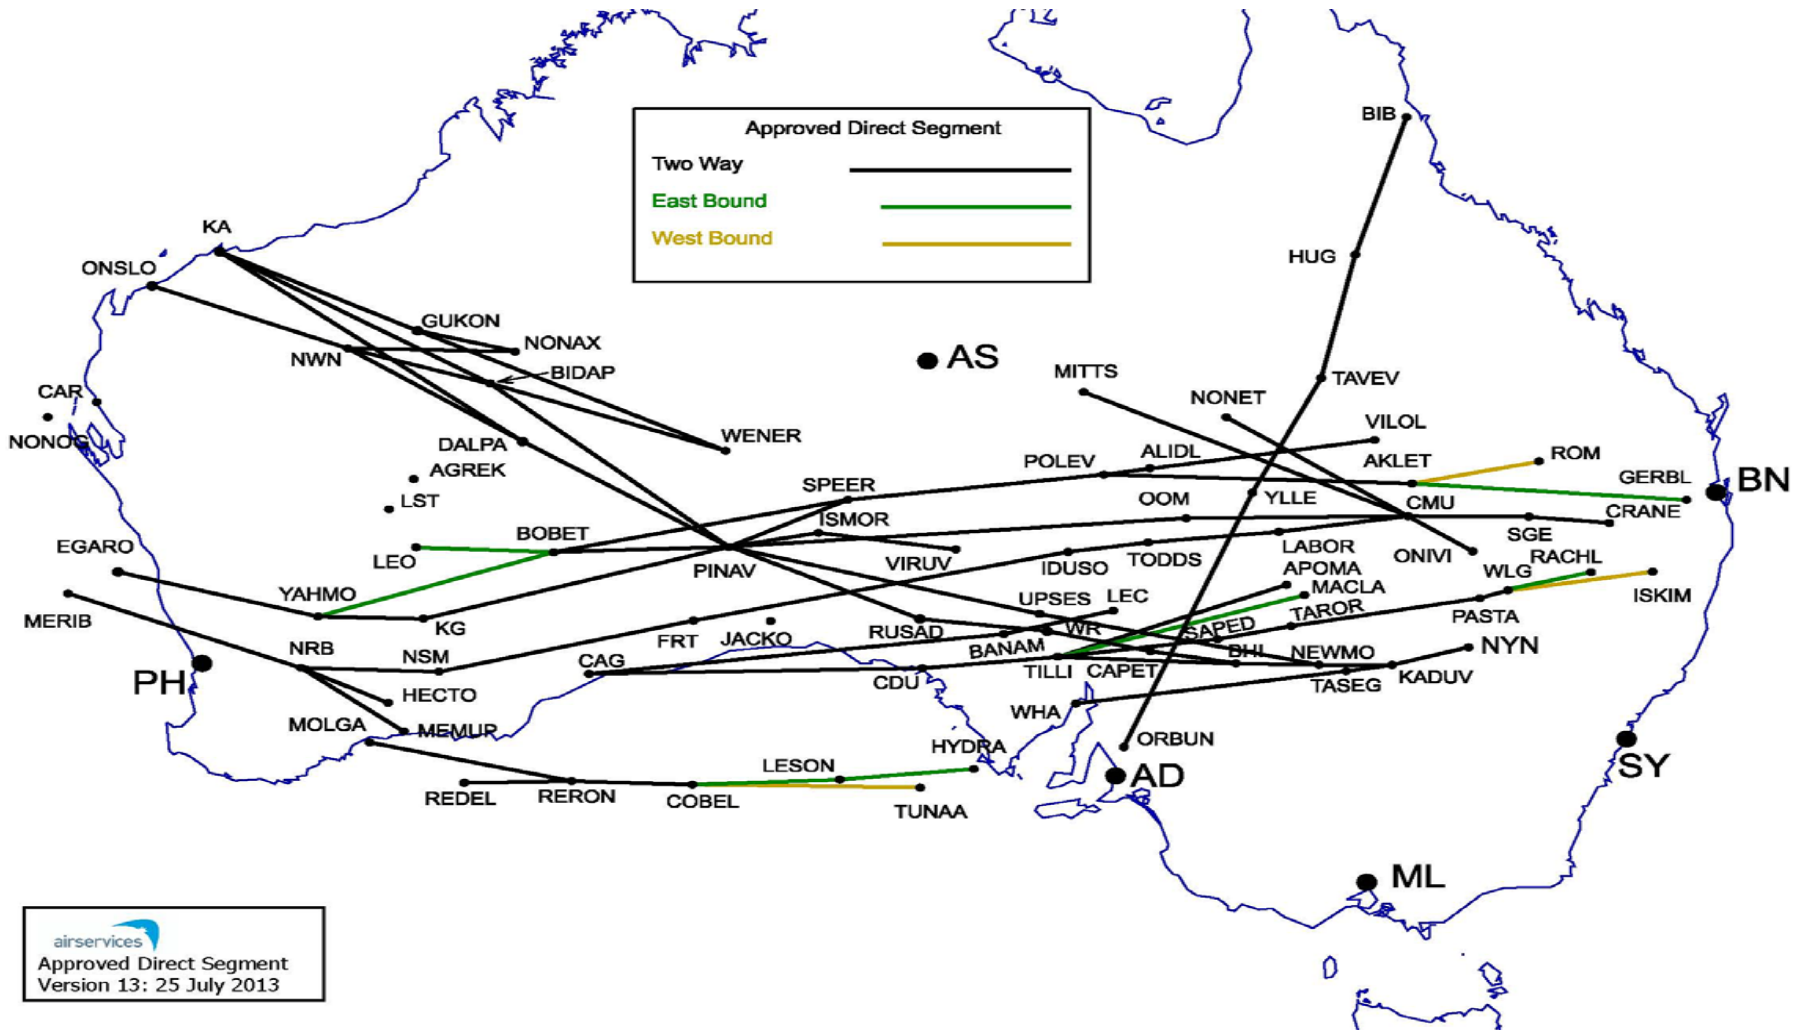 BIB
Approved Direct Segment
Two Way
East Bound
West Bound
KA
HUG
ONSLO
GUKON
NONAX
NWN
BIDAP
AS
MITTS
TAVEV
CAR
NONET
NONOG
DALPA
WENER
VILOL
ALIDL
ROM
POLEV
AKLET
AGREK
GERBL
BN
SPEER
LST
OOM
YLLE
CMU
CRANE
ISMOR
BOBET
SGE
EGARO
LEO
PINAV
VIRUV
IDUSO
TODDS
LABOR
ONIVI
RACHL
APOMA
WLG
MACLA
YAHMO
UPSES
LEC
ISKIM
MERIB
KG
TAROR
PASTA
FRT
JACKO
RUSAD
WR
SAPED
NRB
NSM
BANAM
BHI
NEWMO
NYN
CAG
TILLI
CAPET
KADUV
PH
CDU
TASEG
HECTO
WHA
MOLGA
MEMUP
HYDRA
ORBUN
LESON
AD
SY
REDEL
RERON
COBEL
TUNAA
ML
airservices
Approved Direct Segment
Version 13: 25 July 2013